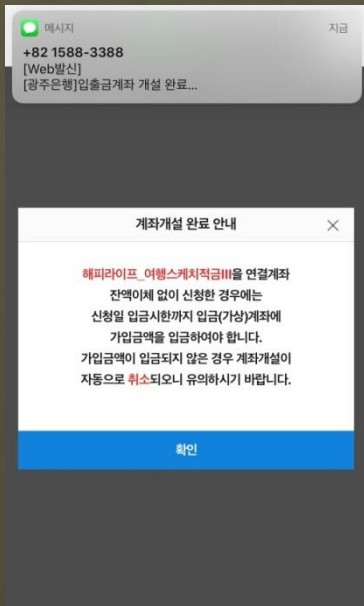 메시지
지금
+82 1588-3388
[Web발신]
[광주은행]입출금계좌 개설 완료...
계좌개설 완료 안내
해피라이프_여행스케치적금III을 연결계좌
잔액이체 없이 신청한 경우에는
신청일 입금시한까지 입금(가상)계좌에
가입금액을 입금하여야 합니다.
가입금액이 입금되지 않은 경우 계좌개설이
자동으로 취소되오니 유의하시기 바랍니다.
확인